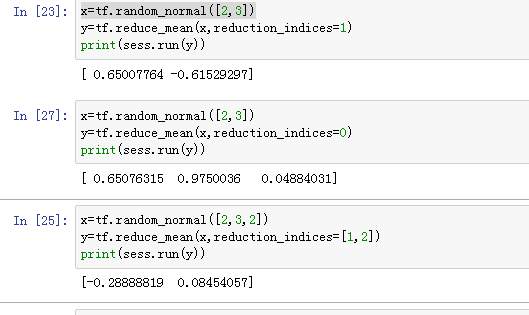 In [23]: x=tf.random_normal([2,3])
y=tf.reduce_mean(x,reduction_indices=1)
print(sess.run(y))
[ 0.65007764 -0.61529297]
In [27]: x=tf.random_normal([2,3])
y=tf.reduce_mean(x,reduction_indices=0)
print(sess.run(y))
[ 0.65076315  0.9750036   0.04884031]
In [25]: x=tf.random_normal([2,3,2])
y=tf.reduce_mean(x,reduction_indices=[1,2])
print(sess.run(y))
[-0.28888819  0.08454057]